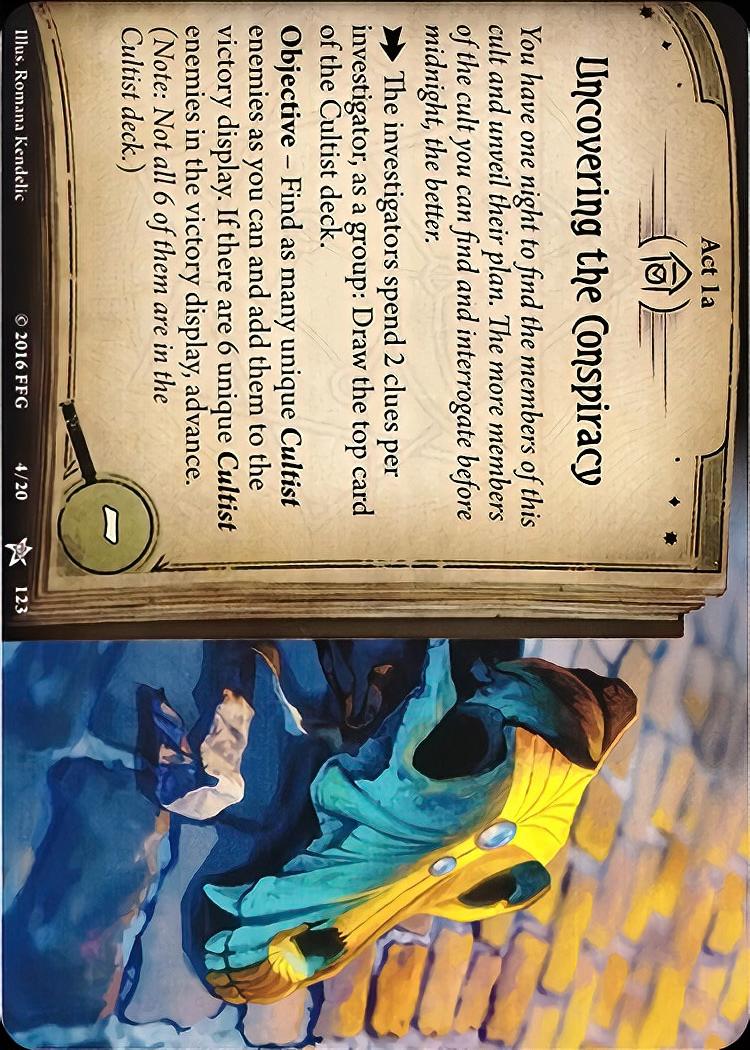 Act 1a
Uncovering the Conspiracy
You have one night to find the members of this
cult and unveil their plan. The more members
of the cult you can find and interrogate before
midnight, the better.
The investigators spend 2 clues per
investigator, as a group: Draw the top card
of the Cultist deck.
Objective – Find as many unique Cultist
enemies as you can and add them to the
victory display. If there are 6 unique Cultist
enemies in the victory display, advance.
(Note: Not all 6 of them are in the
Cultist deck.)
–
Illus. Romana Kendelic © 2016 FFG 4/20 123